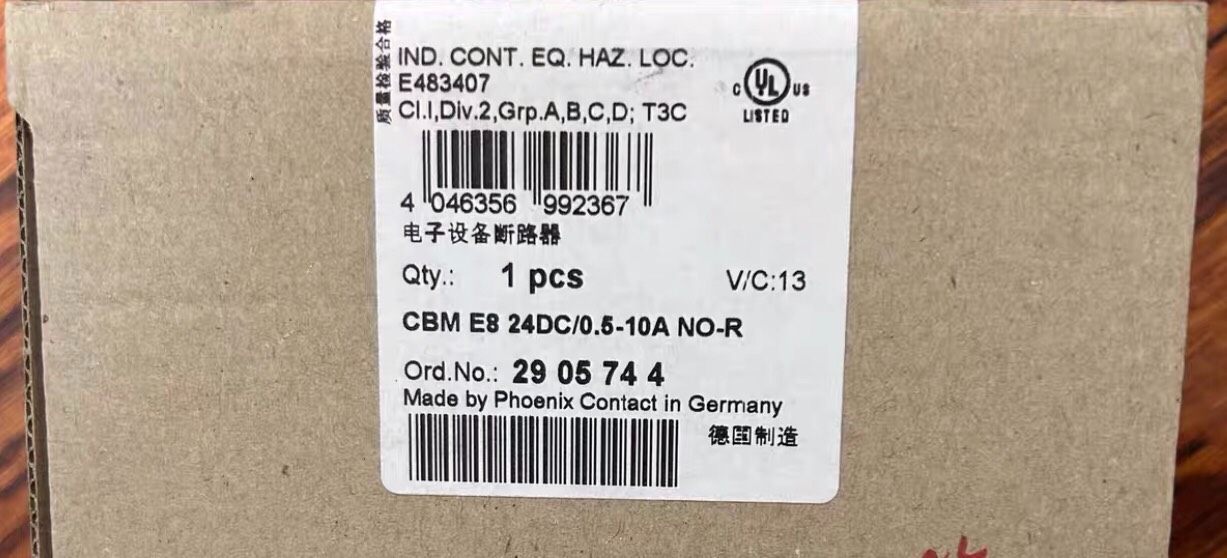 质量检验合格
IND. CONT. EQ. HAZ. LOC.
E483407
Cl.I,Div.2,Grp.A,B,C,D; T3C
C UL US
LISTED
4 046356 992367
电子设备断路器
Qty.: 1 pcs V/C:13
CBM E8 24DC/0.5-10A NO-R
Ord.No.: 29 05 74 4
Made by Phoenix Contact in Germany
德国制造